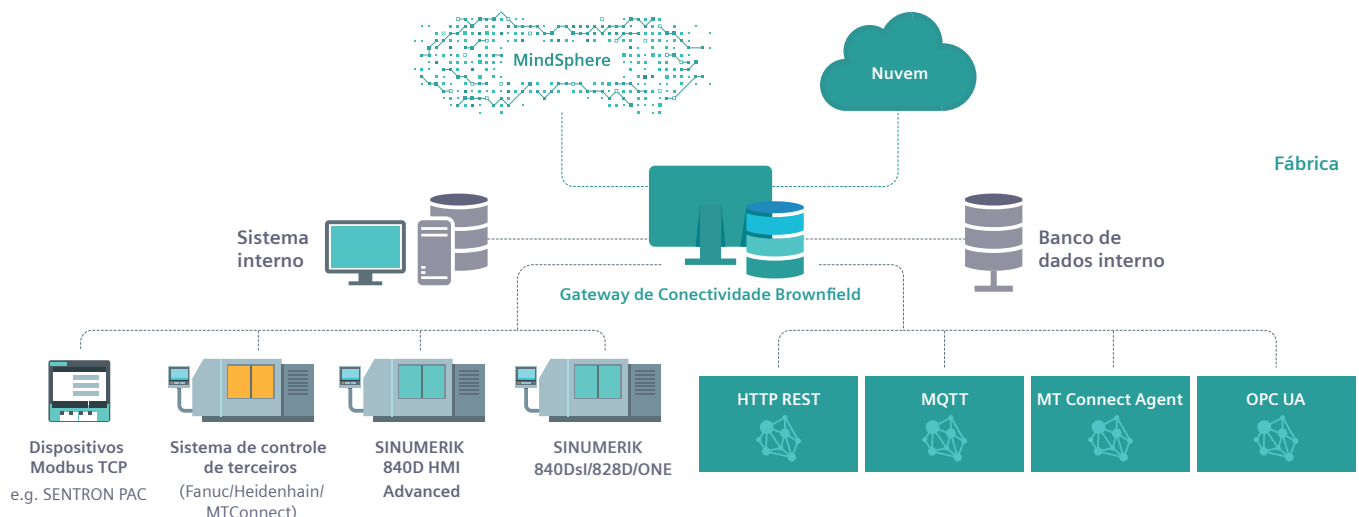 MindSphere
Nuvem
Fábrica
Sistema
interno
Banco de
dados interno
Gateway de Conectividade Brownfield
Dispositivos
Modbus TCP
e.g. SENTRON PAC
Sistema de controle
de terceiros
(Fanuc/Heidenhain/
MTConnect)
SINUMERIK
840D HMI
Advanced
SINUMERIK
840Dsl/828D/ONE
HTTP REST
MQTT
MT Connect Agent
OPC UA